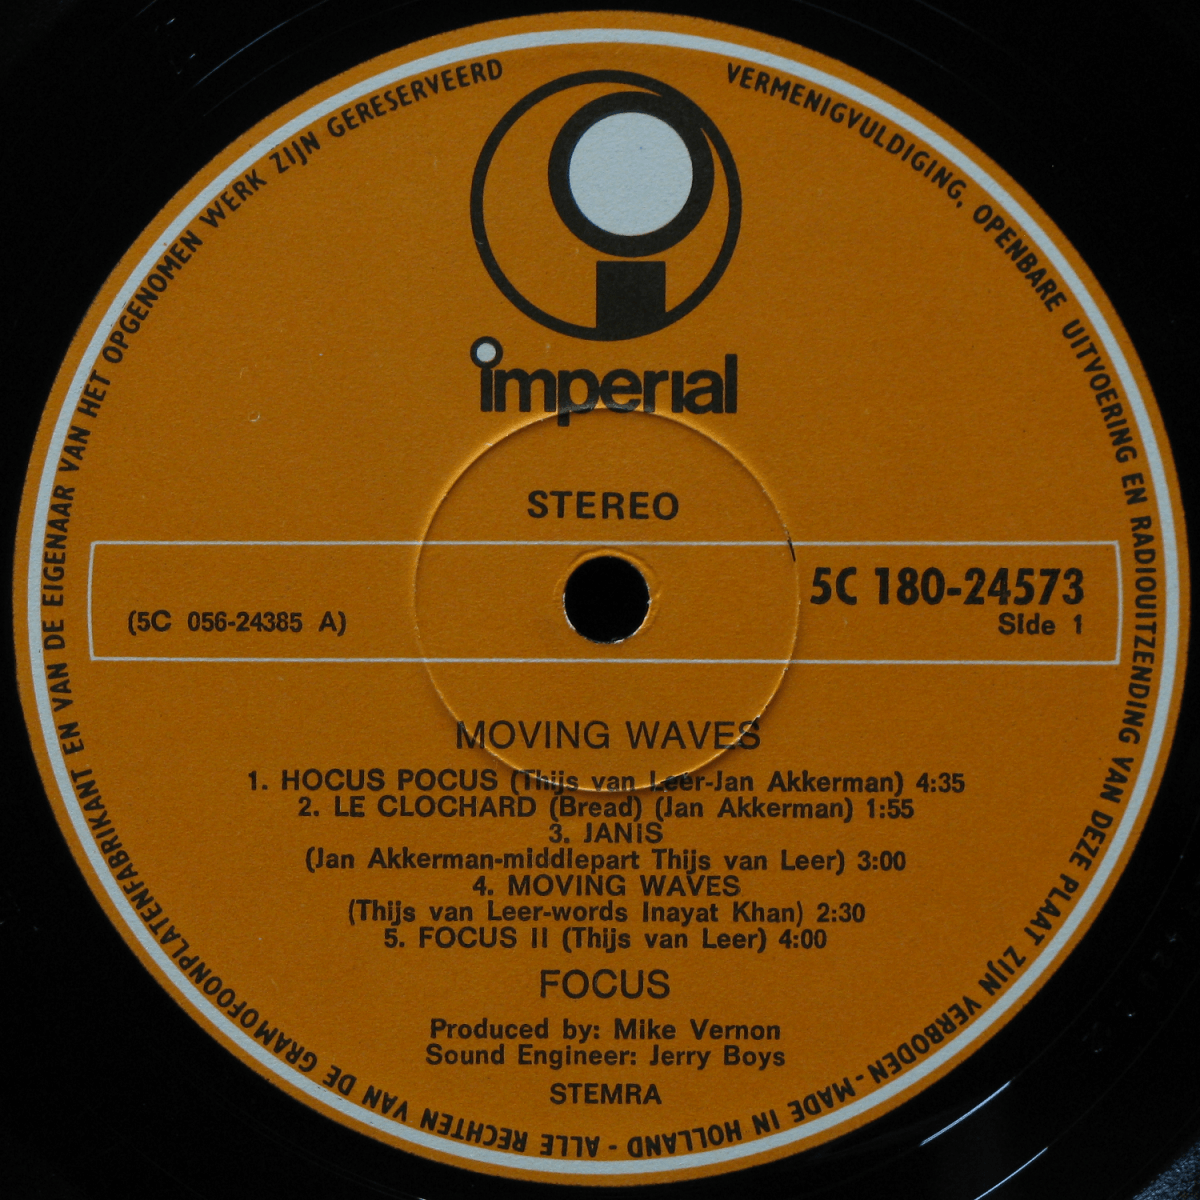 imperial
STEREO
(5C 056-24385 A)
5C 180-24573
Side 1
MOVING WAVES
1. HOCUS POCUS (Thijs van Leer-Jan Akkerman) 4:35
2. LE CLOCHARD (Bread) (Jan Akkerman) 1:55
3. JANIS
(Jan Akkerman-middlepart Thijs van Leer) 3:00
4. MOVING WAVES
(Thijs van Leer-words Inayat Khan) 2:30
5. FOCUS II (Thijs van Leer) 4:00
FOCUS
Produced by: Mike Vernon
Sound Engineer: Jerry Boys
STEMRA
ALLE RECHTEN VAN DE GRAMOFOONPLATENFABRIKANT EN VAN DE EIGENAAR VAN HET OPGENOMEN WERK ZIJN GERESERVEERD
VERMENIGVULDIGING, OPENBARE UITVOERING EN RADIOUITZENDING VAN DEZE PLAAT ZIJN VERBODEN - MADE IN HOLLAND -